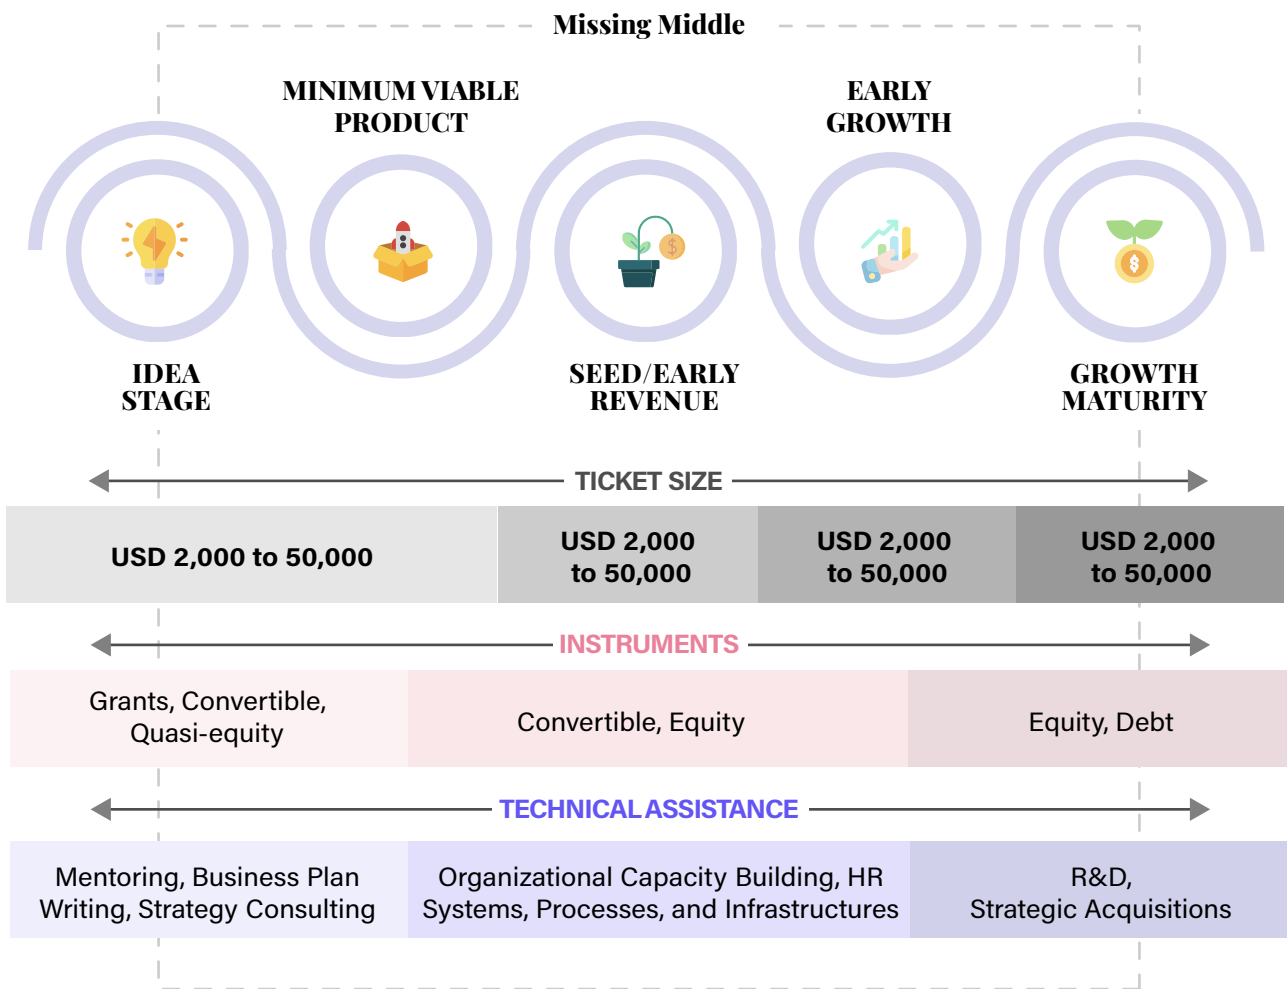 Missing Middle
MINIMUM VIABLE
PRODUCT
EARLY
GROWTH
$
$
IDEA
STAGE
SEED/EARLY
REVENUE
GROWTH
MATURITY
TICKET SIZE
USD 2,000 to 50,000
USD 2,000
to 50,000
USD 2,000
to 50,000
USD 2,000
to 50,000
INSTRUMENTS
Grants, Convertible,
Quasi-equity
Convertible, Equity
Equity, Debt
TECHNICAL ASSISTANCE
Mentoring, Business Plan
Writing, Strategy Consulting
Organizational Capacity Building, HR
Systems, Processes, and Infrastructures
R&D,
Strategic Acquisitions